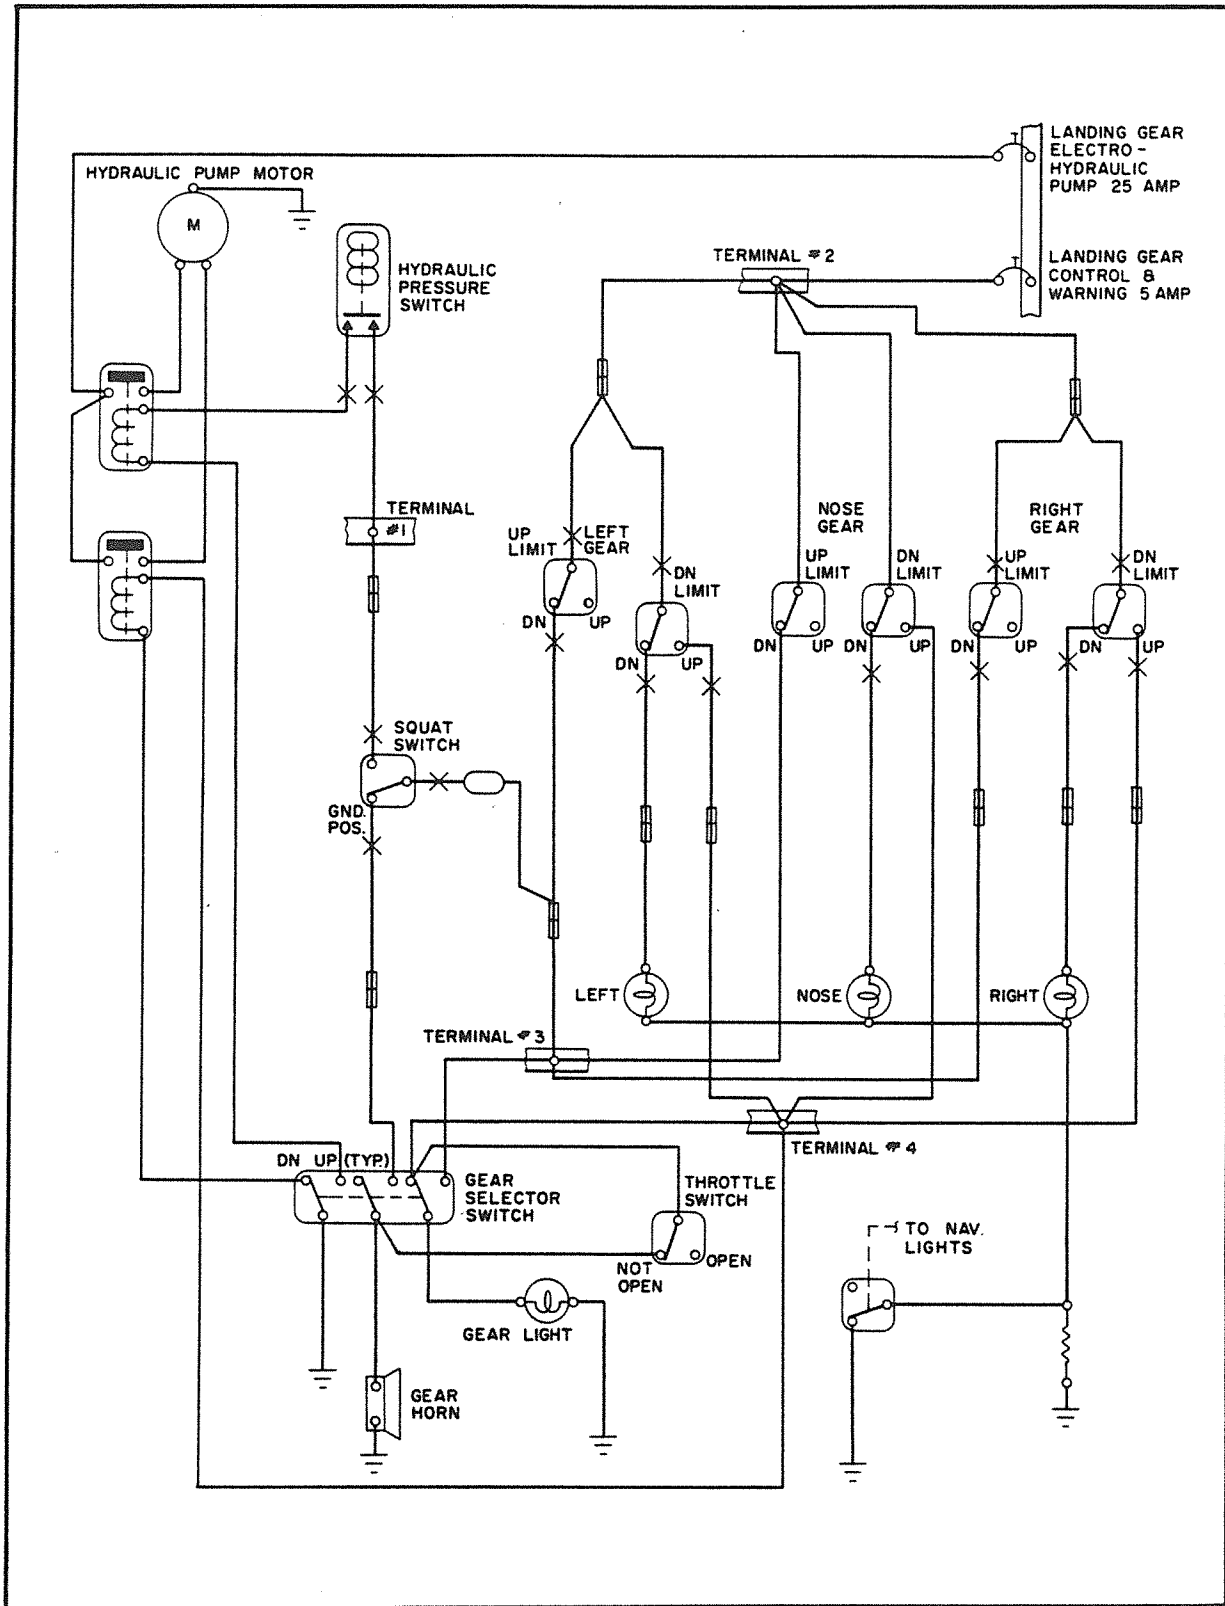 LANDING GEAR
ELECTRO-
HYDRAULIC
PUMP 25 AMP
HYDRAULIC PUMP MOTOR
M
HYDRAULIC
PRESSURE
SWITCH
TERMINAL #2
LANDING GEAR
CONTROL &
WARNING 5 AMP
TERMINAL
#1
UP
LIMIT
LEFT
GEAR
DN
LIMIT
NOSE
GEAR
UP
LIMIT
DN
LIMIT
RIGHT
GEAR
UP
LIMIT
DN
LIMIT
DN
UP
DN
UP
DN
UP
DN
UP
DN
UP
DN
UP
SQUAT
SWITCH
GND.
POS.
LEFT
NOSE
RIGHT
TERMINAL #3
TERMINAL #4
DN UP (TYP.)
GEAR
SELECTOR
SWITCH
THROTTLE
SWITCH
NOT
OPEN
OPEN
TO NAV.
LIGHTS
GEAR LIGHT
GEAR
HORN